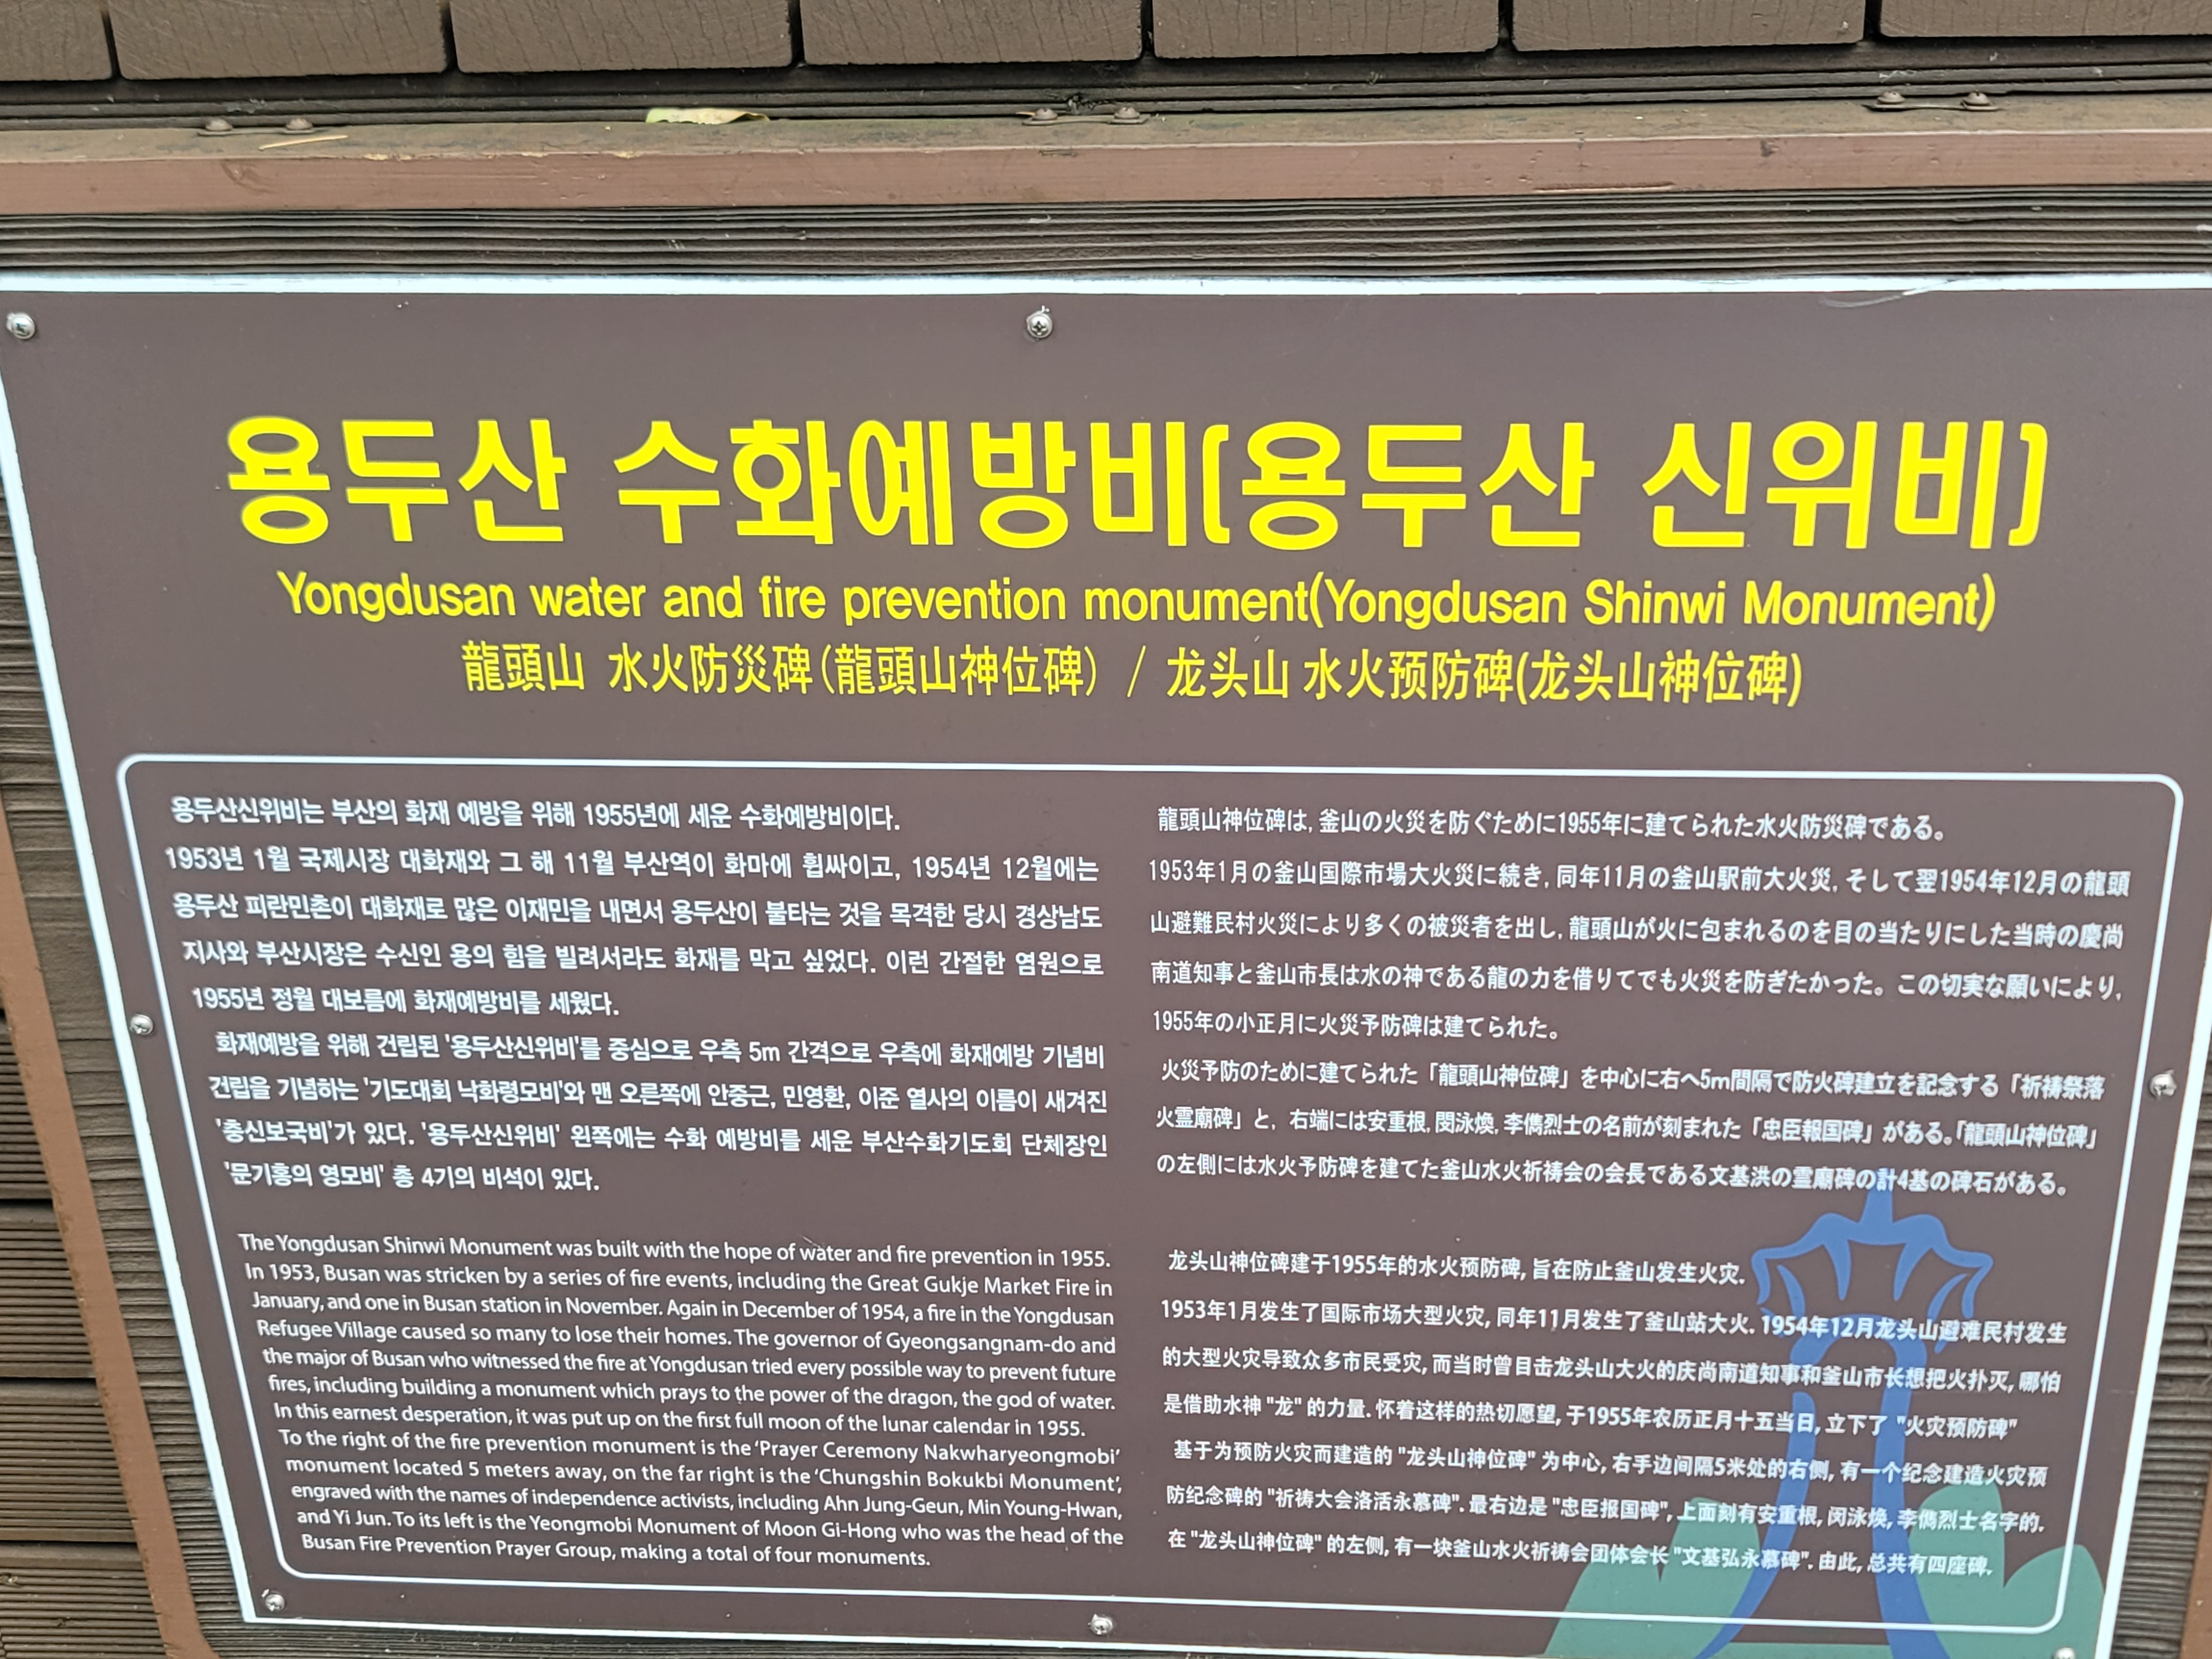 용두산 수화예방비(용두산 신위비)
Yongdusan water and fire prevention monument(Yongdusan Shinwi Monument)
龍頭山 水火防災碑(龍頭山神位碑) / 龙头山 水火预防碑(龙头山神位碑)
용두산신위비는 부산의 화재 예방을 위해 1955년에 세운 수화예방비이다.
1953년 1월 국제시장 대화재와 그 해 11월 부산역이 화마에 휩싸이고, 1954년 12월에는
용두산 피란민촌이 대화재로 많은 이재민을 내면서 용두산이 불타는 것을 목격한 당시 경상남도
지사와 부산시장은 수신인 용의 힘을 빌려서라도 화재를 막고 싶었다. 이런 간절한 염원으로
1955년 정월 대보름에 화재예방비를 세웠다.
화재예방을 위해 건립된 '용두산신위비'를 중심으로 우측 5m 간격으로 우측에 화재예방 기념비
건립을 기념하는 '기도대회 낙화령모비'와 맨 오른쪽에 안중근, 민영환, 이준 열사의 이름이 새겨진
'충신보국비'가 있다. '용두산신위비' 왼쪽에는 수화 예방비를 세운 부산수화기도회 단체장인
'문기홍의 영모비' 총 4기의 비석이 있다.
The Yongdusan Shinwi Monument was built with the hope of water and fire prevention in 1955.
In 1953, Busan was stricken by a series of fire events, including the Great Gukje Market Fire in
January, and one in Busan station in November. Again in December of 1954, a fire in the Yongdusan
Refugee Village caused so many to lose their homes. The governor of Gyeongsangnam-do and
the major of Busan who witnessed the fire at Yongdusan tried every possible way to prevent future
fires, including building a monument which prays to the power of the dragon, the god of water.
In this earnest desperation, it was put up on the first full moon of the lunar calendar in 1955.
To the right of the fire prevention monument is the 'Prayer Ceremony Nakwharyeongmobi'
monument located 5 meters away, on the far right is the 'Chungshin Bokukbi Monument',
engraved with the names of independence activists, including Ahn Jung-Geun, Min Young-Hwan,
and Yi Jun. To its left is the Yeongmobi Monument of Moon Gi-Hong who was the head of the
Busan Fire Prevention Prayer Group, making a total of four monuments.
龍頭山神位碑は, 釜山の火災を防ぐために1955年に建てられた水火防災碑である。
1953年1月の釜山国際市場大火災に続き, 同年11月の釜山駅前大火災, そして翌1954年12月の龍頭
山避難民村火災により多くの被災者を出し, 龍頭山が火に包まれるのを目の当たりにした当時の慶尚
南道知事と釜山市長は水の神である龍の力を借りてでも火災を防ぎたかった。この切実な願いにより,
1955年の小正月に火災予防碑は建てられた。
火災予防のために建てられた「龍頭山神位碑」を中心に右へ5m間隔で防火碑建立を記念する「祈祷祭落
火霊廟碑」と, 右端には安重根, 閔泳煥, 李儁烈士の名前が刻まれた「忠臣報国碑」がある。「龍頭山神位碑」
の左側には水火予防碑を建てた釜山水火祈祷会の会長である文基洪の霊廟碑の計4基の碑石がある。
龙头山神位碑建于1955年的水火预防碑, 旨在防止釜山发生火灾.
1953年1月发生了国际市场大型火灾, 同年11月发生了釜山站大火. 1954年12月龙头山避难民村发生
的大型火灾导致众多市民受灾, 而当时曾目击龙头山大火的庆尚南道知事和釜山市长想把火扑灭, 哪怕
是借助水神 "龙" 的力量. 怀着这样的热切愿望, 于1955年农历正月十五当日, 立下了 "火灾预防碑"
基于为预防火灾而建造的 "龙头山神位碑" 为中心, 右手边间隔5米处的右侧, 有一个纪念建造火灾预
防纪念碑的 "祈祷大会洛活永慕碑". 最右边是 "忠臣报国碑", 上面刻有安重根, 闵泳焕, 李儁烈士名字的.
在 "龙头山神位碑" 的左侧, 有一块釜山水火祈祷会团体会长 "文基弘永慕碑". 由此, 总共有四座碑.